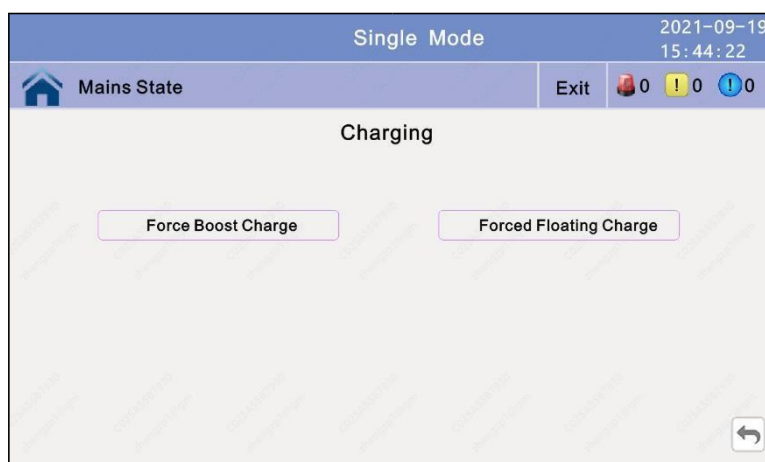 Single Mode
2021-09-19
15:44:22
Mains State
Exit
0
! 0
! 0
Charging
Force Boost Charge
Forced Floating Charge